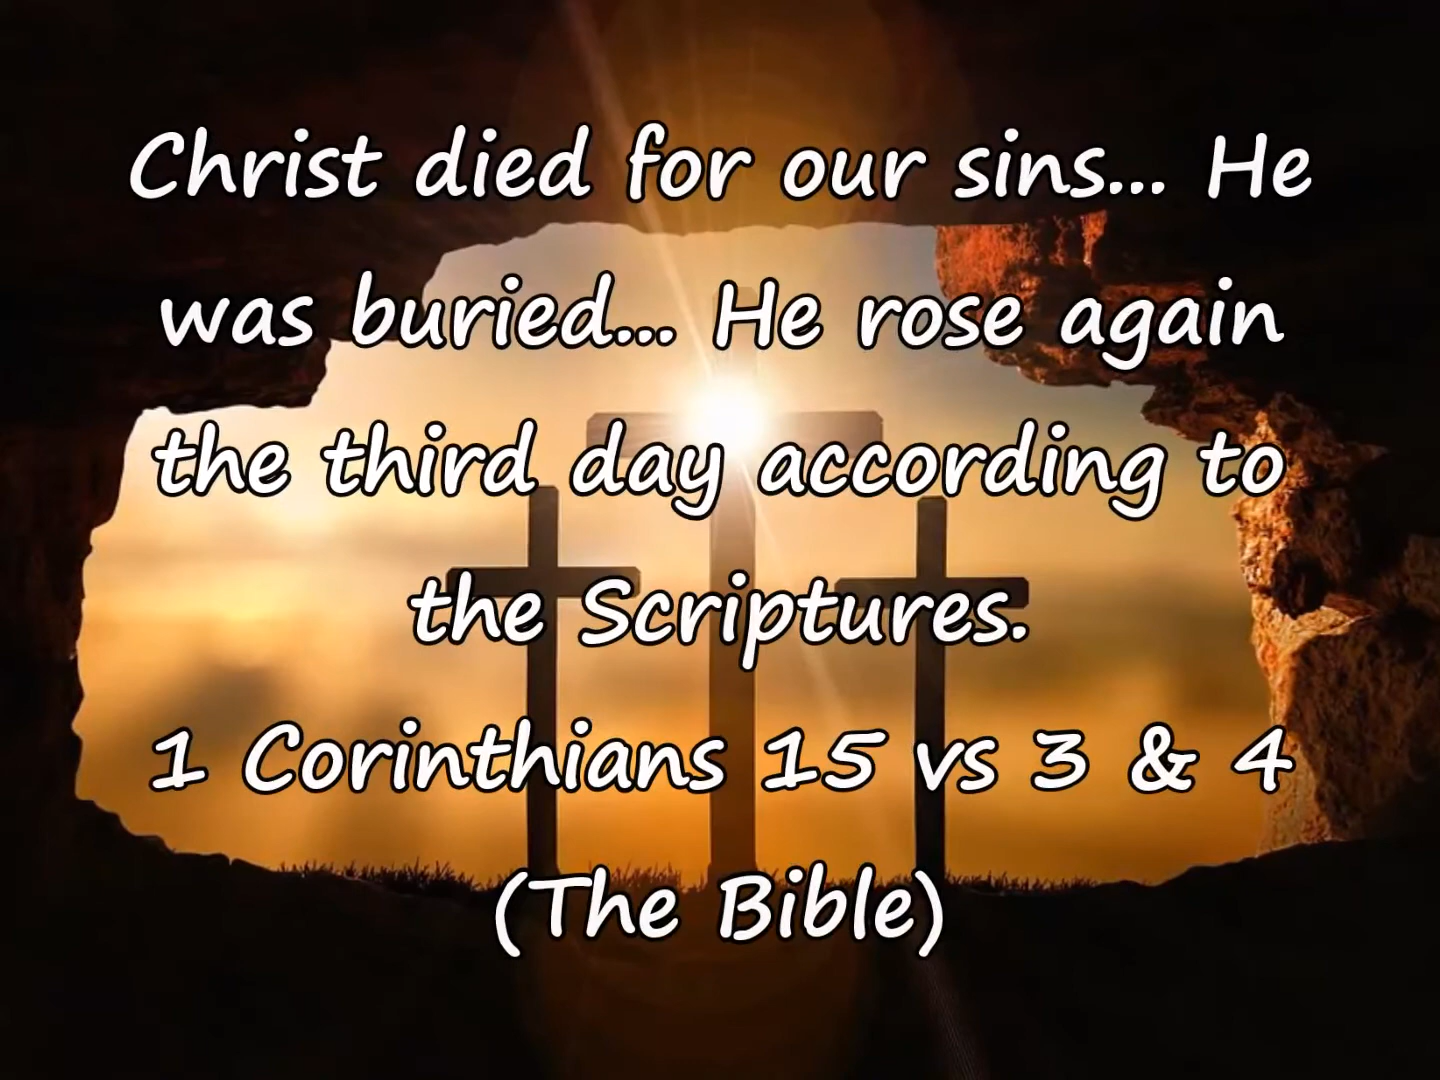 Christ died for our sins... He
was buried... He rose again
the third day according to
the Scriptures.
1 Corinthians 15 vs 3 & 4
(The Bible)